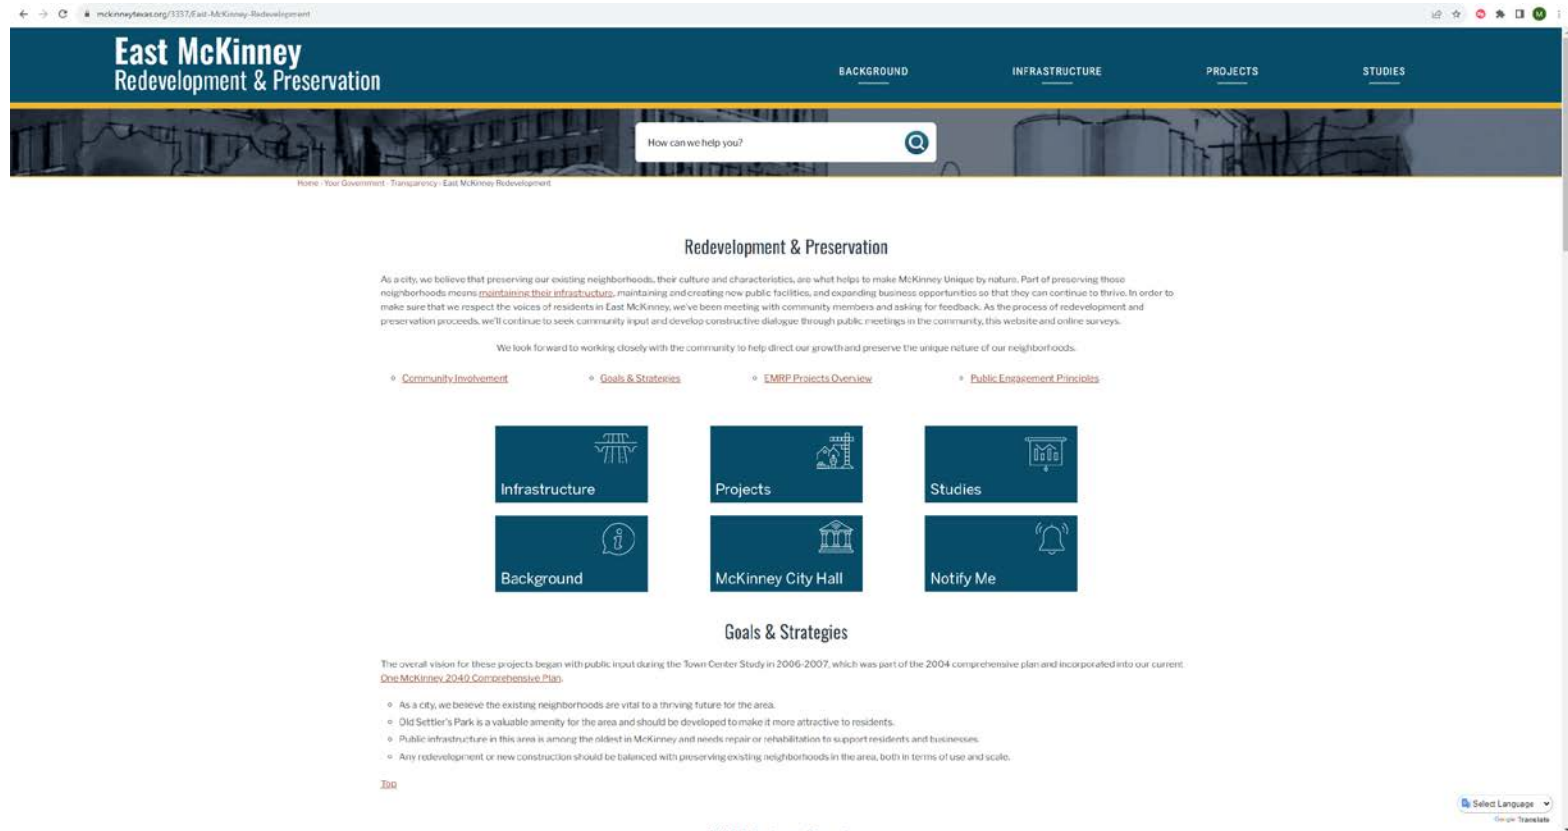 mckinneytexas.org/3337/East-McKinney-Redevelopment
East McKinney
Redevelopment & Preservation
BACKGROUND
INFRASTRUCTURE
PROJECTS
STUDIES
How can we help you?
Home › Your Government › Transparency › East McKinney Redevelopment
Redevelopment & Preservation
As a city, we believe that preserving our existing neighborhoods, their culture and characteristics, are what helps to make McKinney Unique by nature. Part of preserving those
neighborhoods means maintaining their infrastructure, maintaining and creating new public facilities, and expanding business opportunities so that they can continue to thrive. In order to
make sure that we respect the voices of residents in East McKinney, we've been meeting with community members and asking for feedback. As the process of redevelopment and
preservation proceeds, we'll continue to seek community input and develop constructive dialogue through public meetings in the community, this website and online surveys.
We look forward to working closely with the community to help direct our growth and preserve the unique nature of our neighborhoods.
Community Involvement
Goals & Strategies
EMRP Projects Overview
Public Engagement Principles
Infrastructure
Projects
Studies
Background
McKinney City Hall
Notify Me
Goals & Strategies
The overall vision for these projects began with public input during the Town Center Study in 2006-2007, which was part of the 2004 comprehensive plan and incorporated into our current
One McKinney 2040 Comprehensive Plan.
As a city, we believe the existing neighborhoods are vital to a thriving future for the area.
Old Settler's Park is a valuable amenity for the area and should be developed to make it more attractive to residents.
Public infrastructure in this area is among the oldest in McKinney and needs repair or rehabilitation to support residents and businesses.
Any redevelopment or new construction should be balanced with preserving existing neighborhoods in the area, both in terms of use and scale.
Top
Select Language
Google Translate